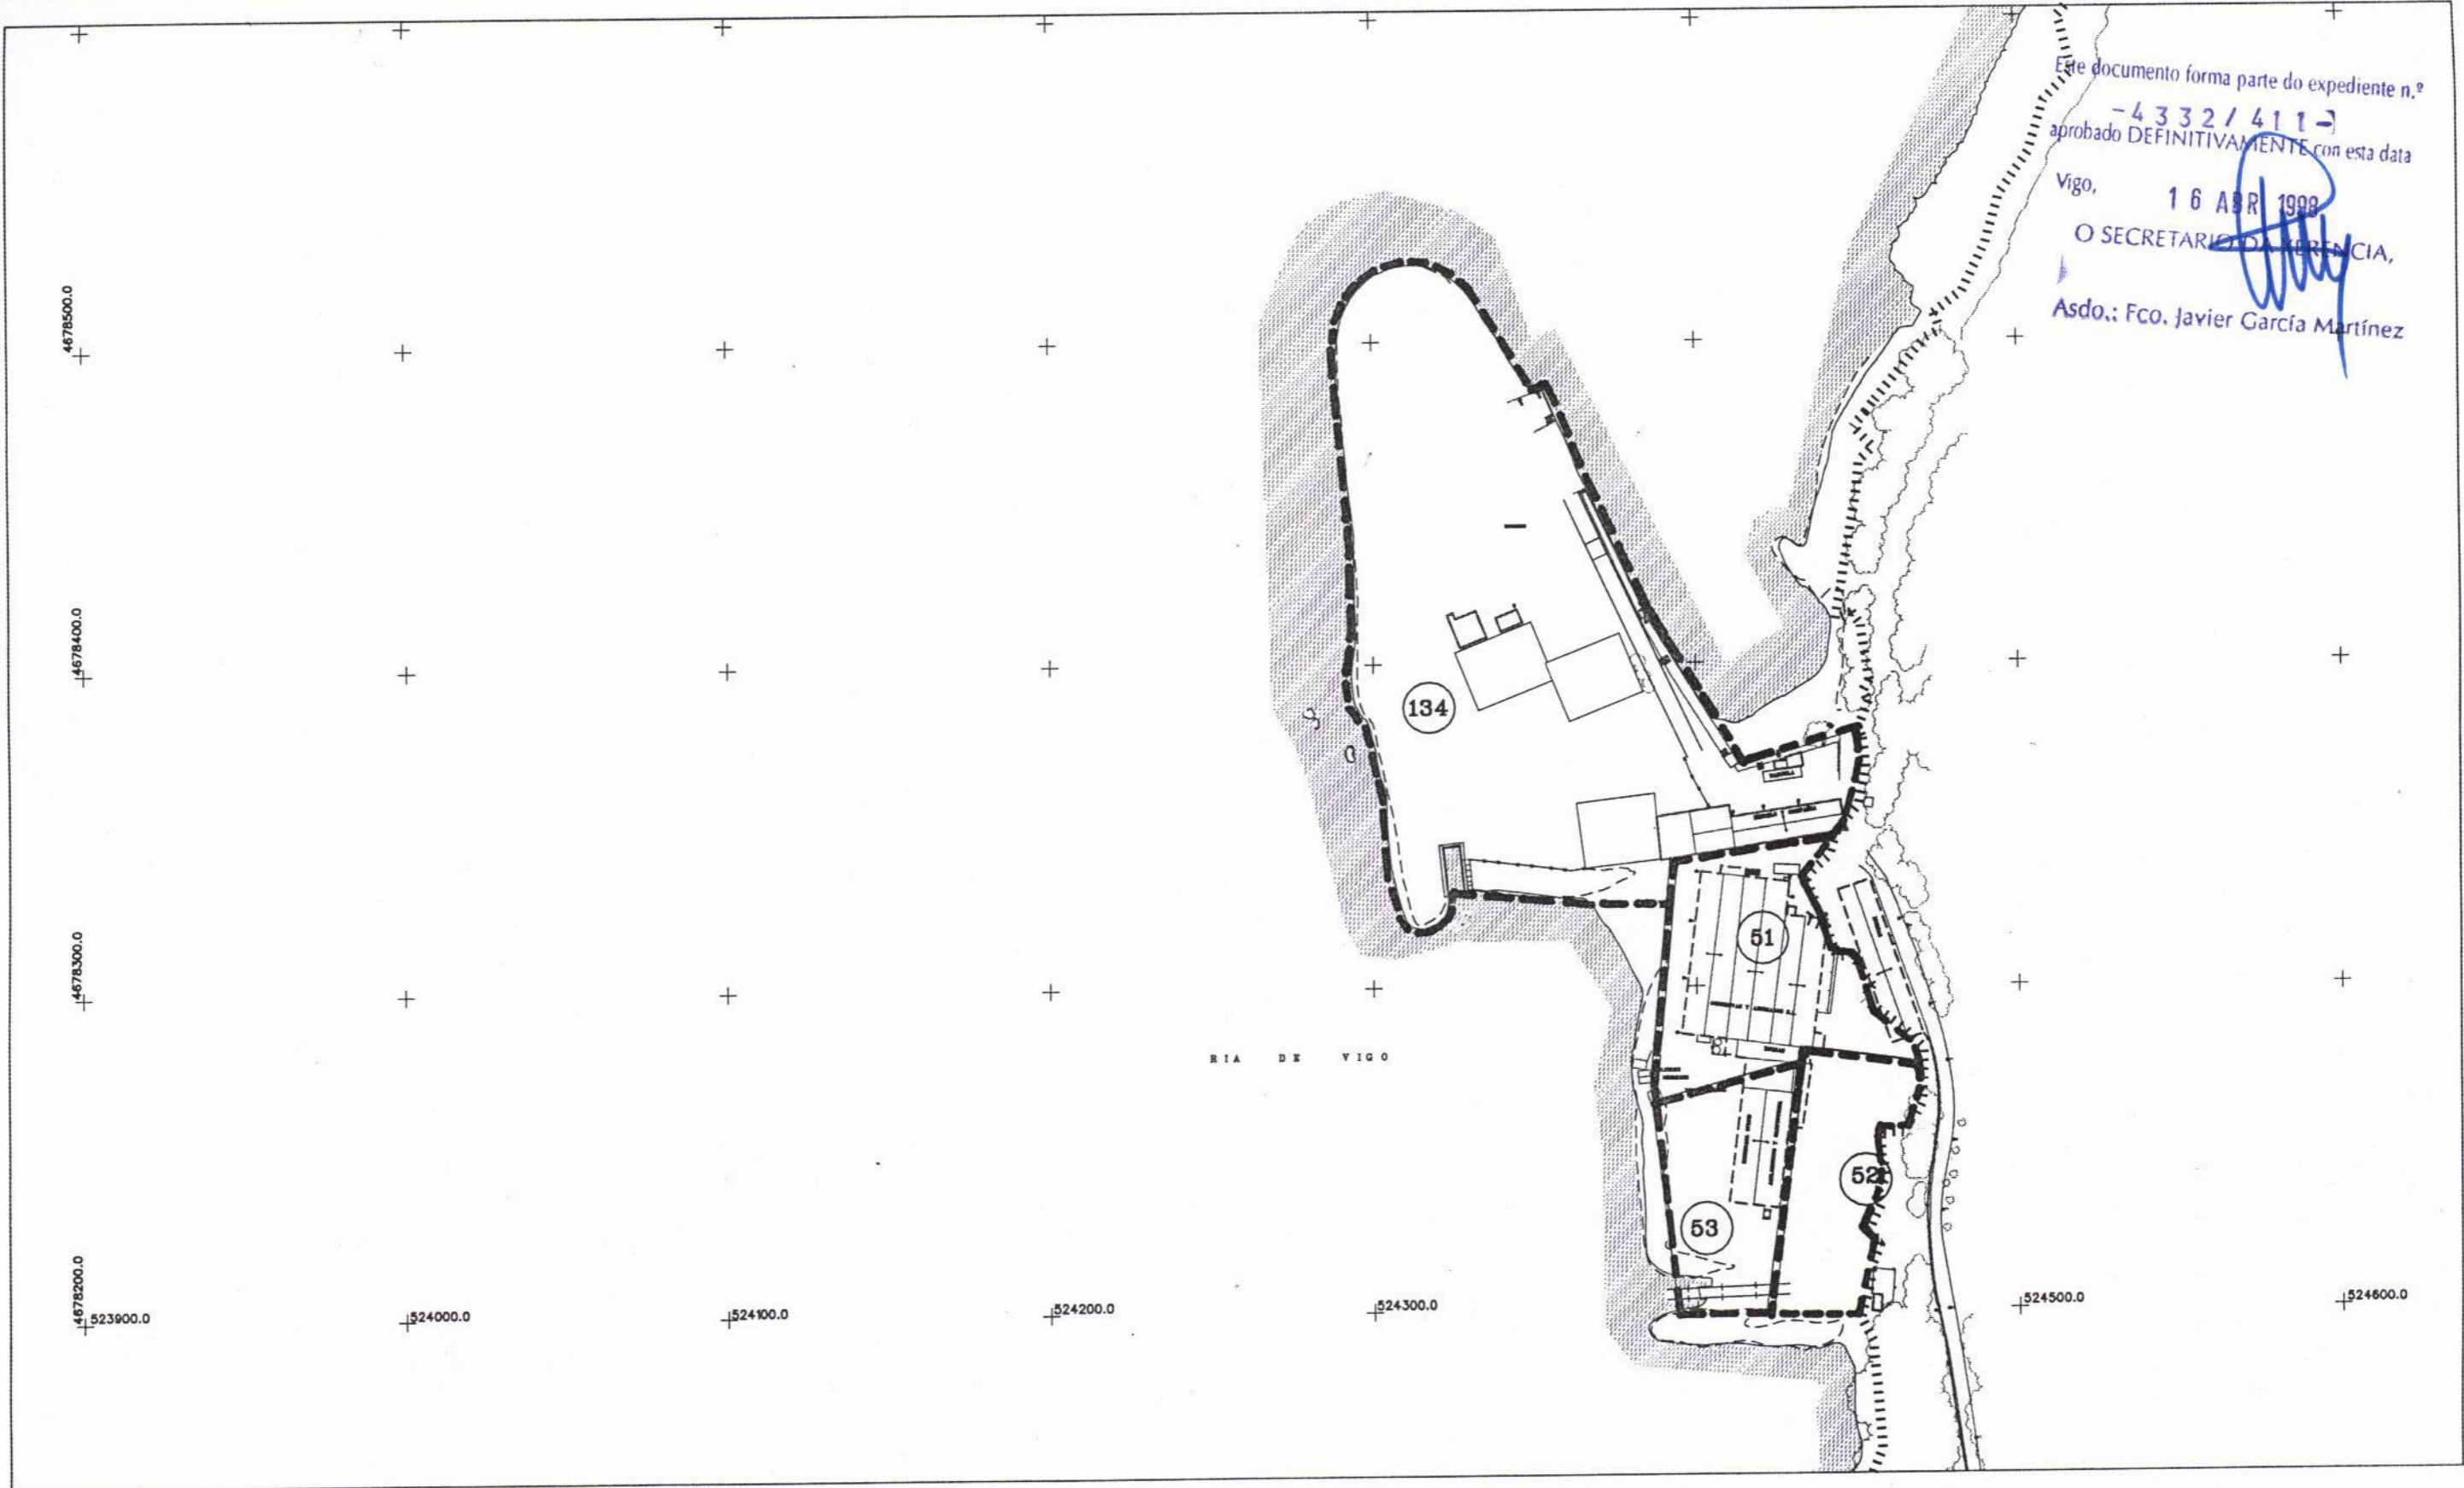 Este documento forma parte do expediente n.º
-4332/411-
aprobado DEFINITIVAMENTE con esta data
Vigo, 16 ABR 1998
O SECRETARIO DA XERENCIA,
Asdo.: Fco. Javier García Martínez
4678500.0
4678400.0
134
51
4678300.0
RIA DE VIGO
52
53
4678200.0
523900.0
524000.0
524100.0
524200.0
524300.0
524500.0
524600.0